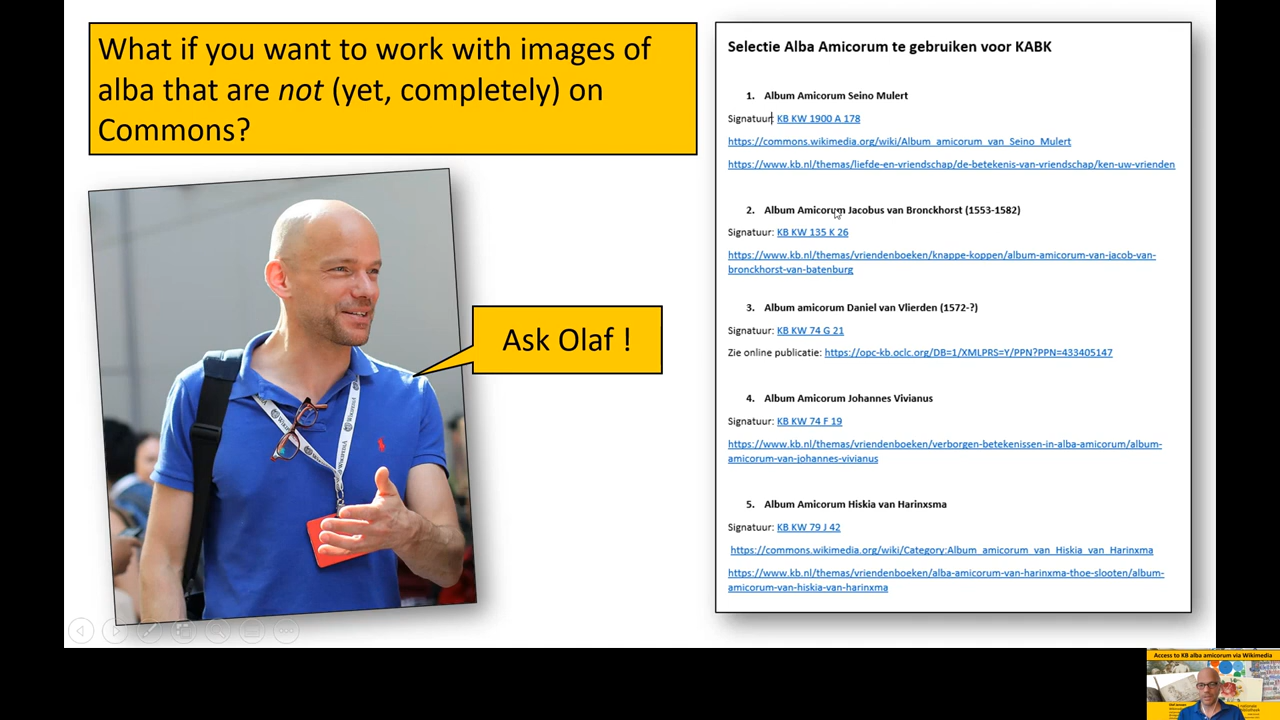 What if you want to work with images of
alba that are not (yet, completely) on
Commons?
Ask Olaf !
WIKIPEDIA
Selectie Alba Amicorum te gebruiken voor KABK
1. Album Amicorum Seino Mulert
Signatuur: KB KW 1900 A 178
https://commons.wikimedia.org/wiki/Album_amicorum_van_Seino_Mulert
https://www.kb.nl/themas/liefde-en-vriendschap/de-betekenis-van-vriendschap/ken-uw-vrienden
2. Album Amicorum Jacobus van Bronckhorst (1553-1582)
Signatuur: KB KW 135 K 26
https://www.kb.nl/themas/vriendenboeken/knappe-koppen/album-amicorum-van-jacob-van-
bronckhorst-van-batenburg
3. Album amicorum Daniel van Vlierden (1572-?)
Signatuur: KB KW 74 G 21
Zie online publicatie: https://opc-kb.oclc.org/DB=1/XMLPRS=Y/PPN?PPN=433405147
4. Album Amicorum Johannes Vivianus
Signatuur: KB KW 74 F 19
https://www.kb.nl/themas/vriendenboeken/verborgen-betekenissen-in-alba-amicorum/album-
amicorum-van-johannes-vivianus
5. Album Amicorum Hiskia van Harinxsma
Signatuur: KB KW 79 J 42
https://commons.wikimedia.org/wiki/Category:Album_amicorum_van_Hiskia_van_Harinxma
https://www.kb.nl/themas/vriendenboeken/alba-amicorum-van-harinxma-thoe-slooten/album-
amicorum-van-hiskia-van-harinxma
Access to KB alba amicorum via Wikimedia